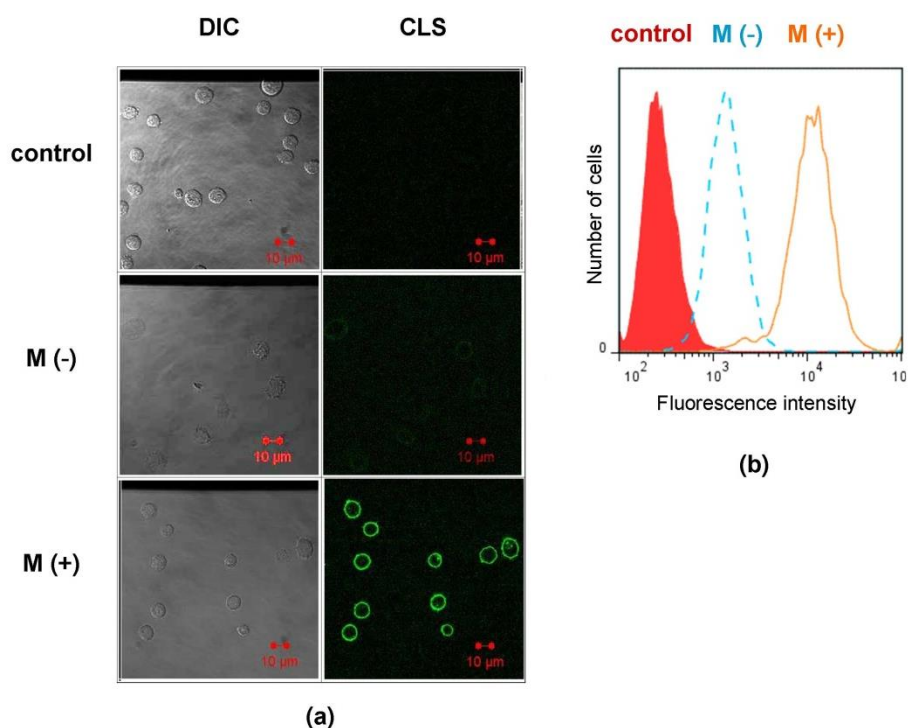 DIC CLS
control
10 µm 10 µm
M (-)
10 µm 10 µm
M (+)
10 µm 10 µm
(a)
control M (-) M (+)
Number of cells
0
10² 10³ 10⁴ 10
Fluorescence intensity
(b)